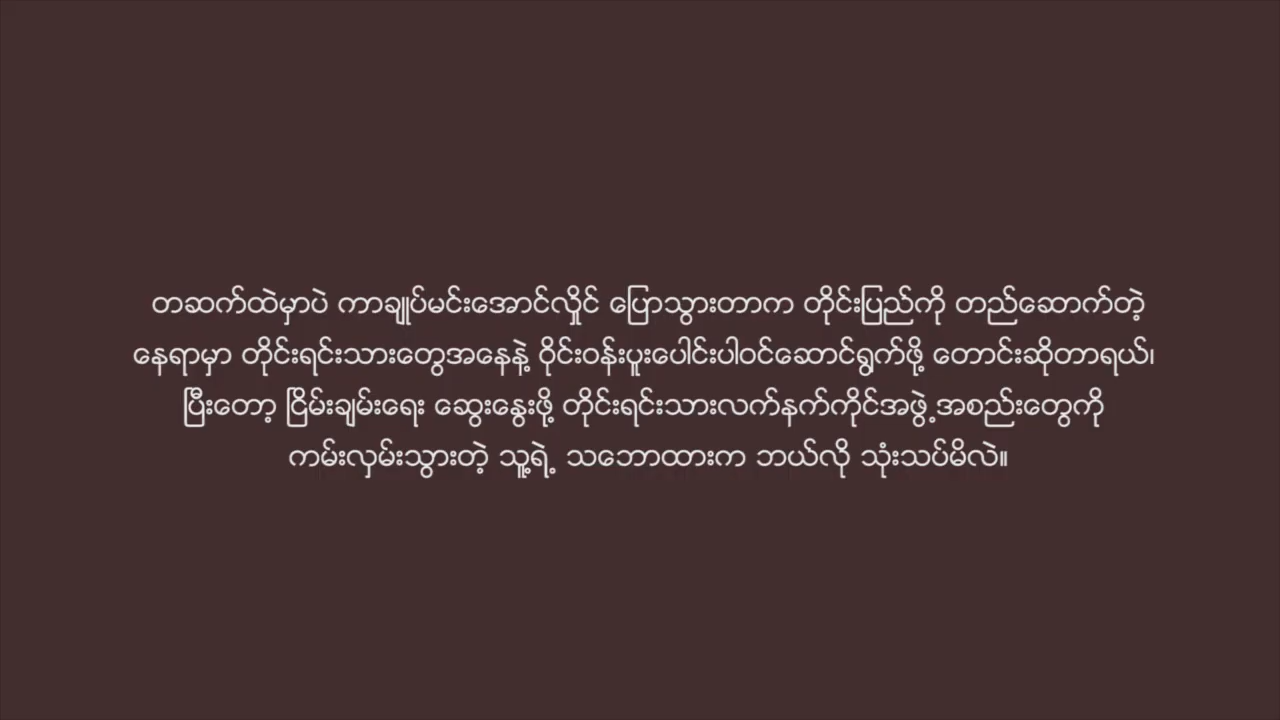 တဆက်ထဲမှာပဲ ကာချုပ်မင်းအောင်လှိုင် ပြောသွားတာက တိုင်းပြည်ကို တည်ဆောက်တဲ့
နေရာမှာ တိုင်းရင်းသားတွေအနေနဲ့ ဝိုင်းဝန်းပူးပေါင်းပါဝင်ဆောင်ရွက်ဖို့ တောင်းဆိုတာရယ်၊
ပြီးတော့ ငြိမ်းချမ်းရေး ဆွေးနွေးဖို့ တိုင်းရင်းသားလက်နက်ကိုင်အဖွဲ့အစည်းတွေကို
ကမ်းလှမ်းသွားတဲ့ သူ့ရဲ့ သဘောထားက ဘယ်လို သုံးသပ်မိလဲ။